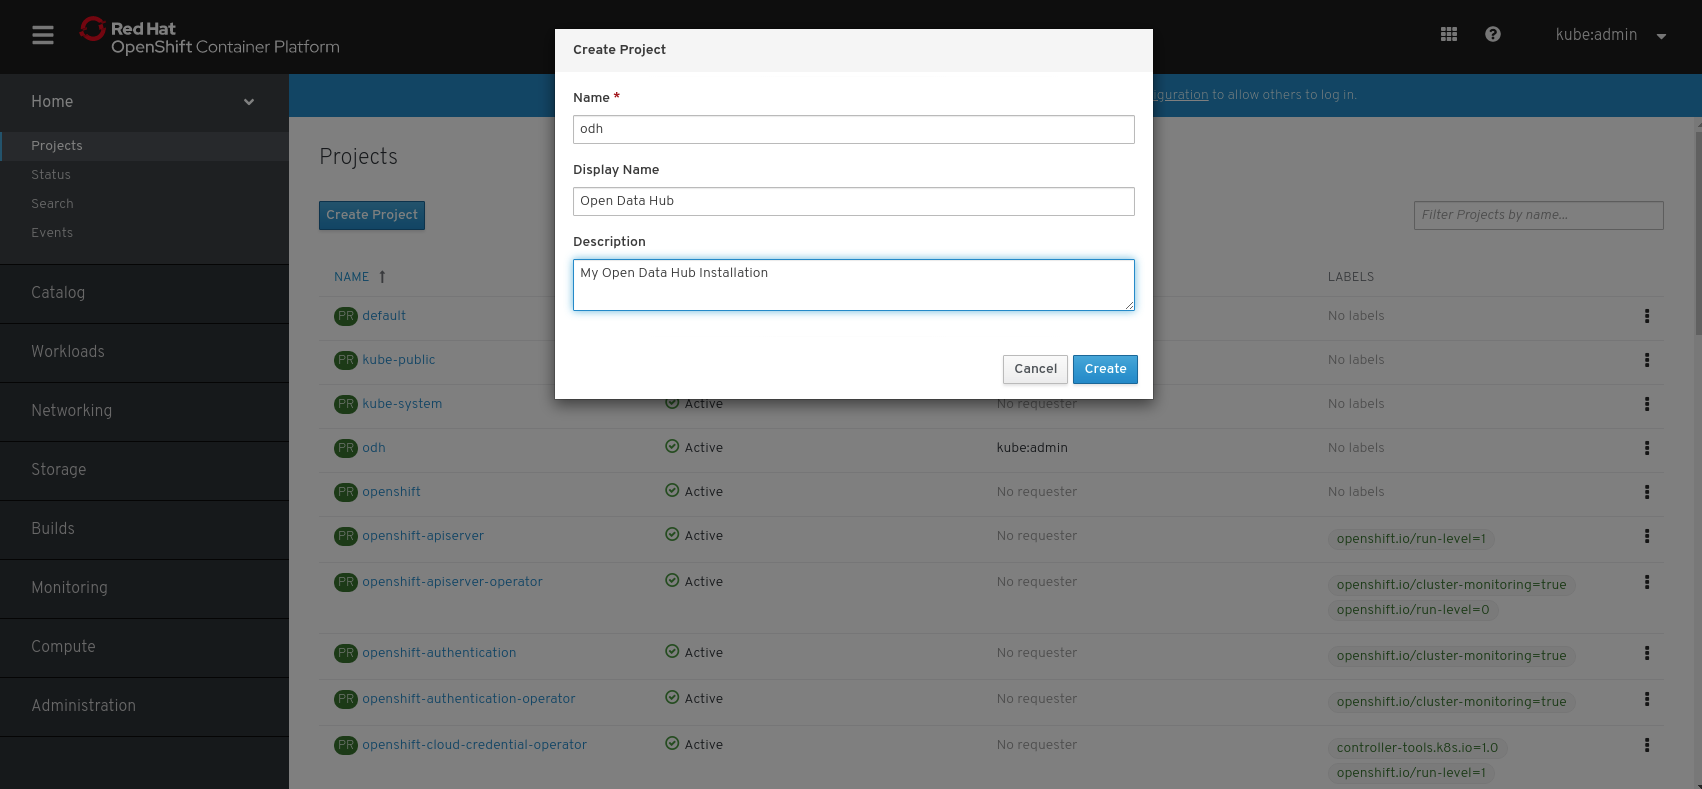 Red Hat
OpenShift Container Platform
kube:admin
Home
Projects
Status
Search
Events
Catalog
Workloads
Networking
Storage
Builds
Monitoring
Compute
Administration
iguration to allow others to log in.
Projects
Create Project
Filter Projects by name...
NAME
LABELS
PR default
No labels
PR kube-public
No labels
PR kube-system
Active
No requester
No labels
PR odh
Active
kube:admin
No labels
PR openshift
Active
No requester
No labels
PR openshift-apiserver
Active
No requester
openshift.io/run-level=1
PR openshift-apiserver-operator
Active
No requester
openshift.io/cluster-monitoring=true
openshift.io/run-level=0
PR openshift-authentication
Active
No requester
openshift.io/cluster-monitoring=true
PR openshift-authentication-operator
Active
No requester
openshift.io/cluster-monitoring=true
PR openshift-cloud-credential-operator
Active
No requester
controller-tools.k8s.io=1.0
openshift.io/run-level=1
Create Project
Name *
odh
Display Name
Open Data Hub
Description
My Open Data Hub Installation
Cancel
Create